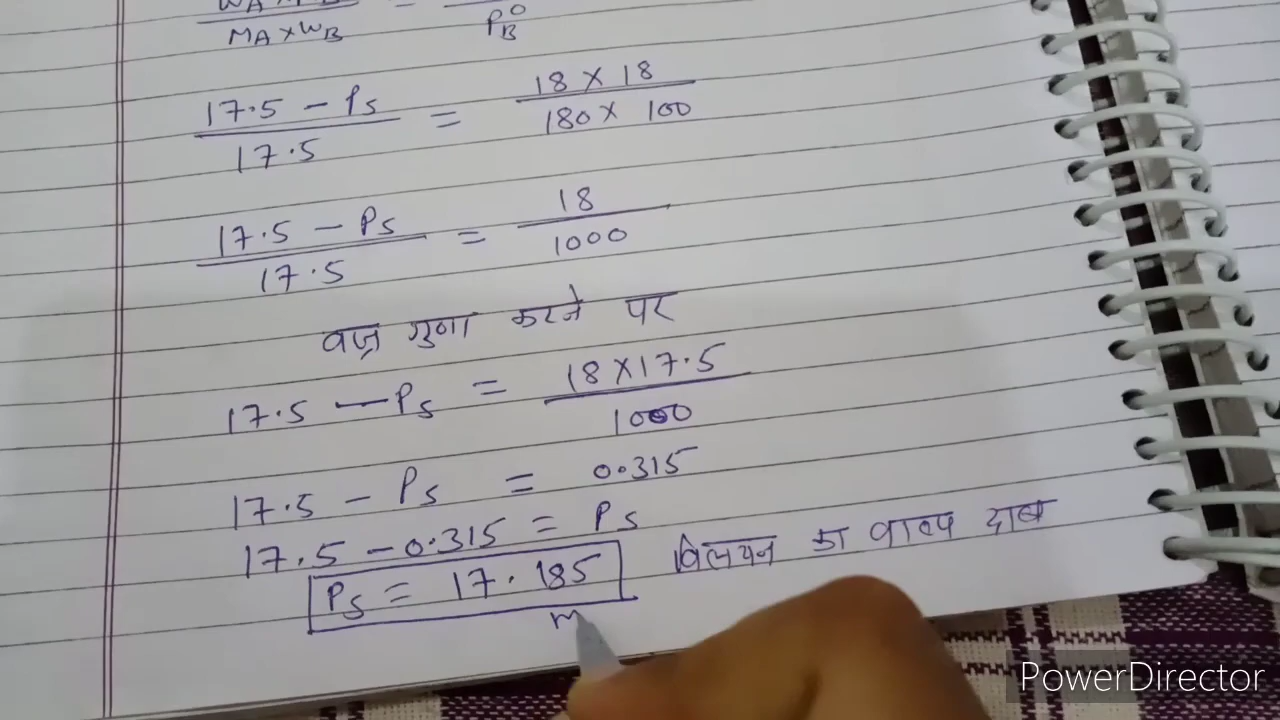 MA×WB PB°
17.5 - Ps = 18 × 18
17.5 180 × 100
17.5 - Ps = 18
17.5 1000
वज्र गुणा करने पर
17.5 - Ps = 18×17.5
1000
17.5 - Ps = 0.315
17.5 - 0.315 = Ps
Ps = 17.185 विलयन का वाष्प दाब
m
PowerDirector